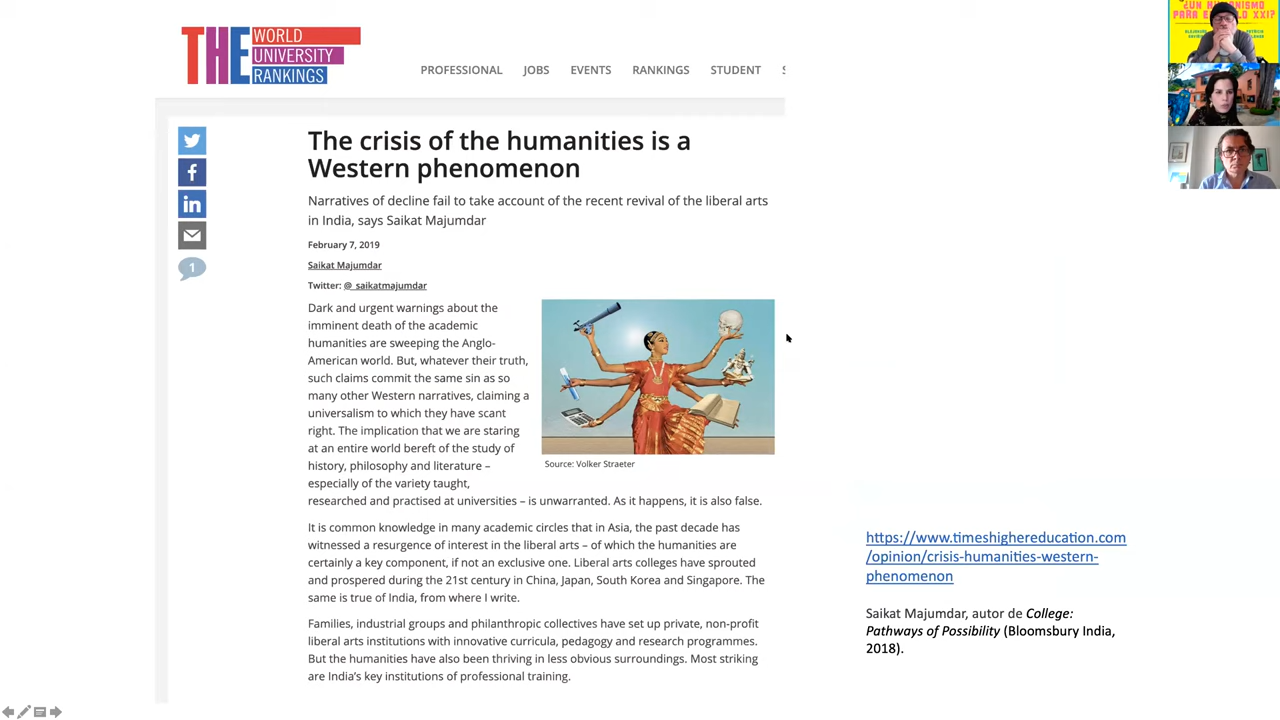 THE WORLD
UNIVERSITY
RANKINGS
PROFESSIONAL JOBS EVENTS RANKINGS STUDENT
The crisis of the humanities is a
Western phenomenon
Narratives of decline fail to take account of the recent revival of the liberal arts
in India, says Saikat Majumdar
February 7, 2019
Saikat Majumdar
Twitter: @_saikatmajumdar
1
Dark and urgent warnings about the
imminent death of the academic
humanities are sweeping the Anglo-
American world. But, whatever their truth,
such claims commit the same sin as so
many other Western narratives, claiming a
universalism to which they have scant
right. The implication that we are staring
at an entire world bereft of the study of
history, philosophy and literature –
especially of the variety taught,
researched and practised at universities – is unwarranted. As it happens, it is also false.
Source: Volker Straeter
It is common knowledge in many academic circles that in Asia, the past decade has
witnessed a resurgence of interest in the liberal arts – of which the humanities are
certainly a key component, if not an exclusive one. Liberal arts colleges have sprouted
and prospered during the 21st century in China, Japan, South Korea and Singapore. The
same is true of India, from where I write.
Families, industrial groups and philanthropic collectives have set up private, non-profit
liberal arts institutions with innovative curricula, pedagogy and research programmes.
But the humanities have also been thriving in less obvious surroundings. Most striking
are India's key institutions of professional training.
https://www.timeshighereducation.com
/opinion/crisis-humanities-western-
phenomenon
Saikat Majumdar, autor de College:
Pathways of Possibility (Bloomsbury India,
2018).
¿UN HUMANISMO